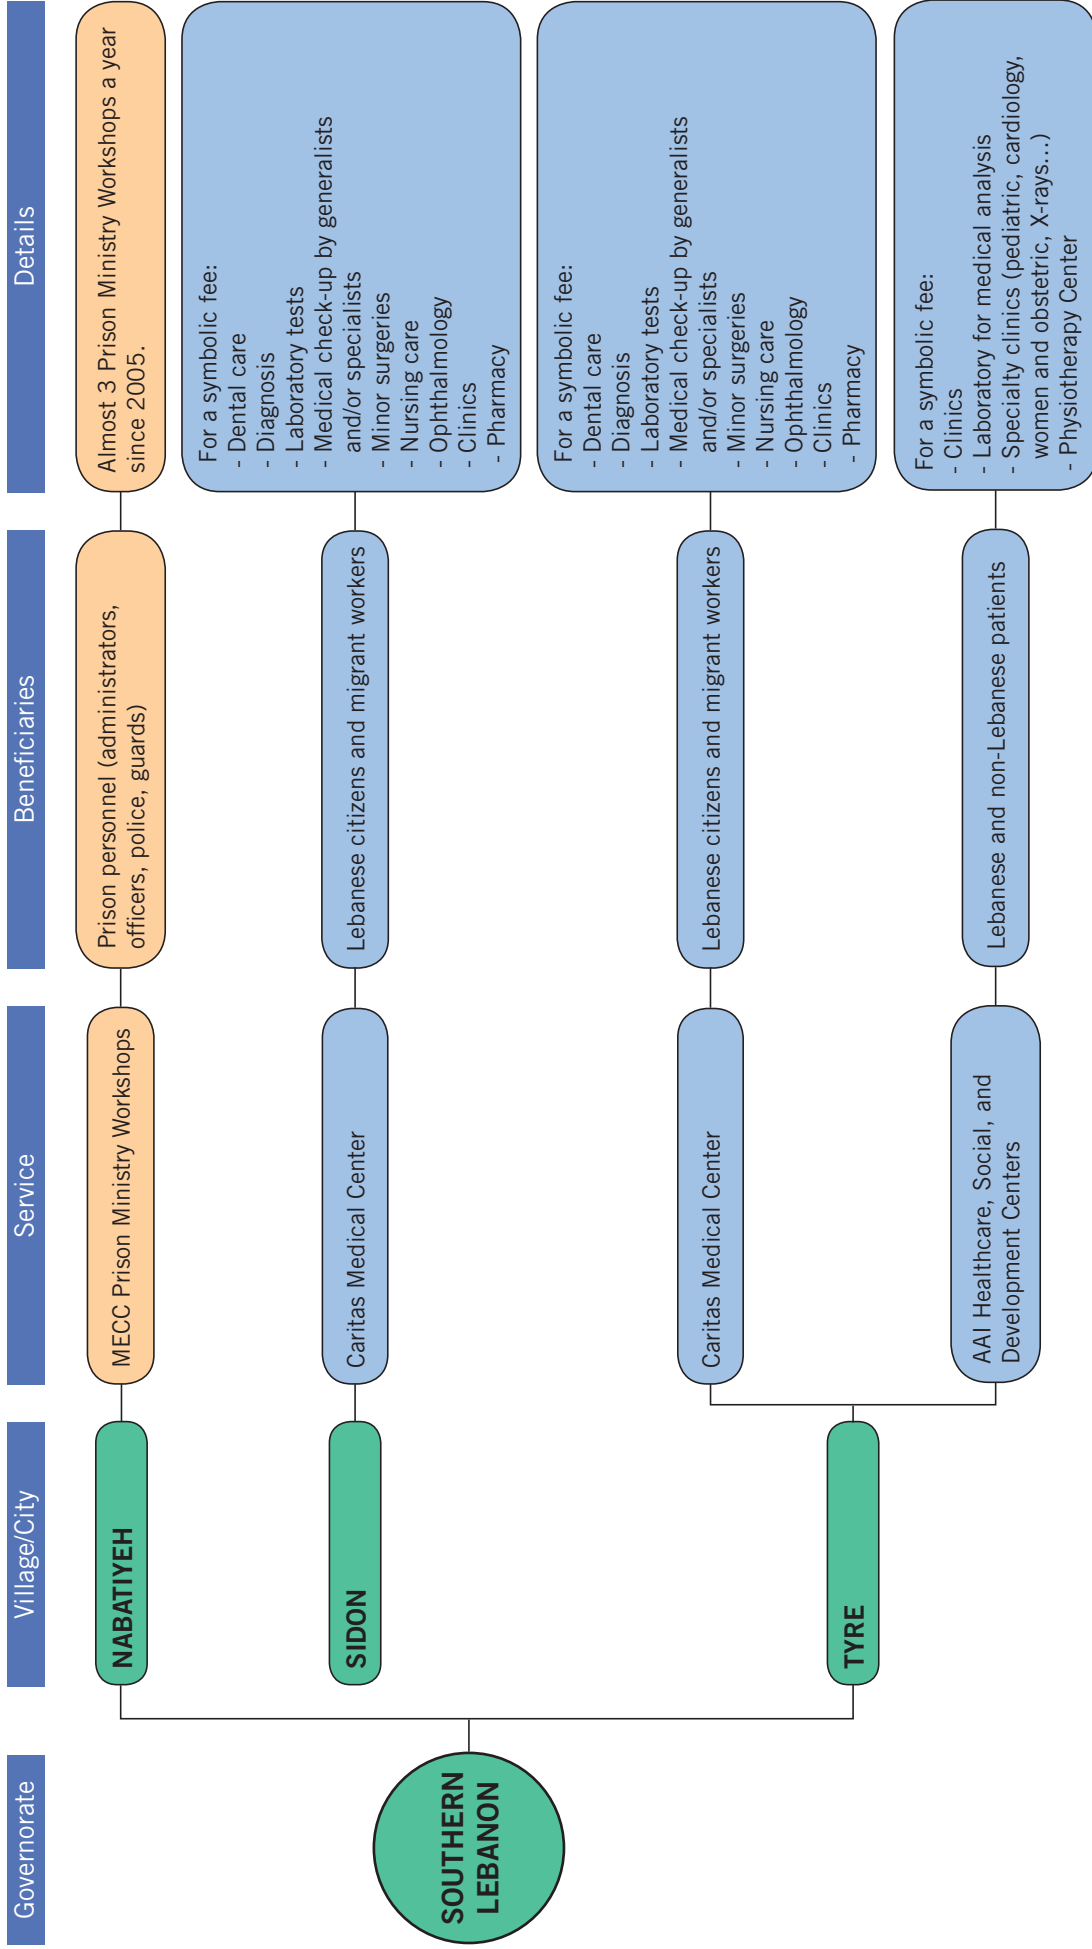 Governorate
Village/City
Service
Beneficiaries
Details
SOUTHERN
LEBANON
NABATIYEH
MECC Prison Ministry Workshops
Prison personnel (administrators,
officers, police, guards)
Almost 3 Prison Ministry Workshops a year
since 2005.
SIDON
Caritas Medical Center
Lebanese citizens and migrant workers
For a symbolic fee:
- Dental care
- Diagnosis
- Laboratory tests
- Medical check-up by generalists
and/or specialists
- Minor surgeries
- Nursing care
- Ophthalmology
- Clinics
- Pharmacy
TYRE
Caritas Medical Center
Lebanese citizens and migrant workers
For a symbolic fee:
- Dental care
- Diagnosis
- Laboratory tests
- Medical check-up by generalists
and/or specialists
- Minor surgeries
- Nursing care
- Ophthalmology
- Clinics
- Pharmacy
AAI Healthcare, Social, and
Development Centers
Lebanese and non-Lebanese patients
For a symbolic fee:
- Clinics
- Laboratory for medical analysis
- Specialty clinics (pediatric, cardiology,
women and obstetric, X-rays...)
- Physiotherapy Center